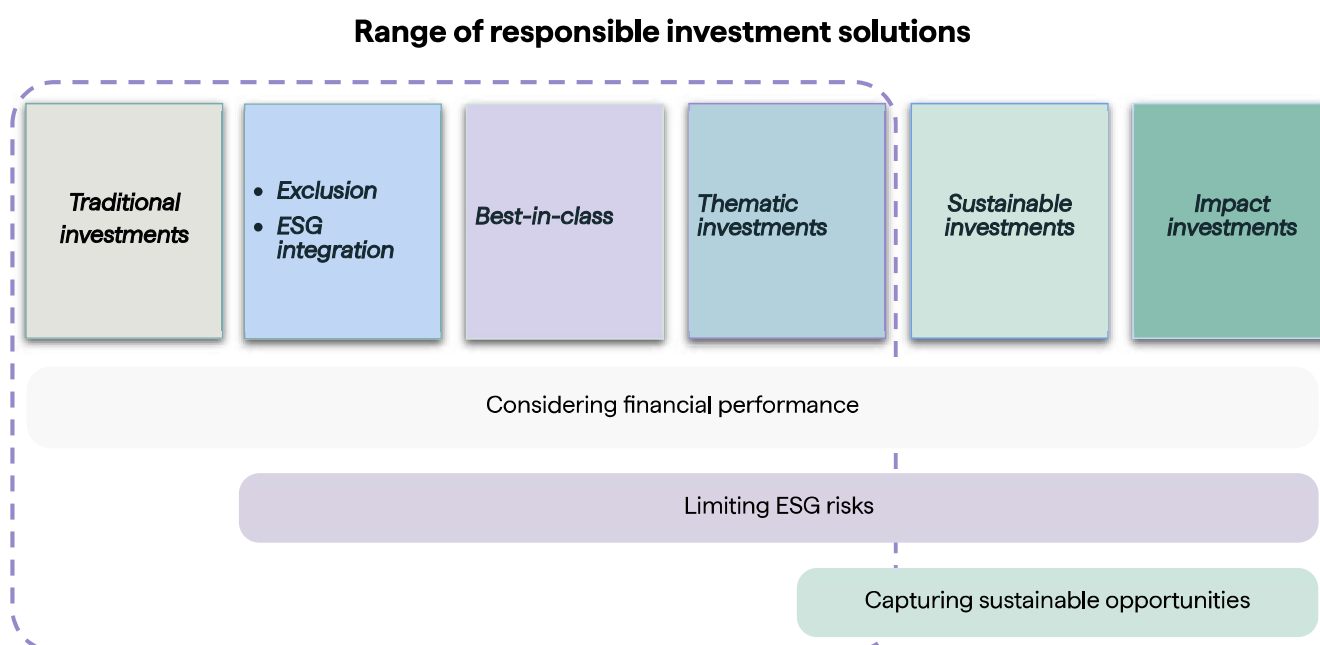 Range of responsible investment solutions
Traditional
investments
• Exclusion
• ESG
integration
Best-in-class
Thematic
investments
Sustainable
investments
Impact
investments
Considering financial performance
Limiting ESG risks
Capturing sustainable opportunities